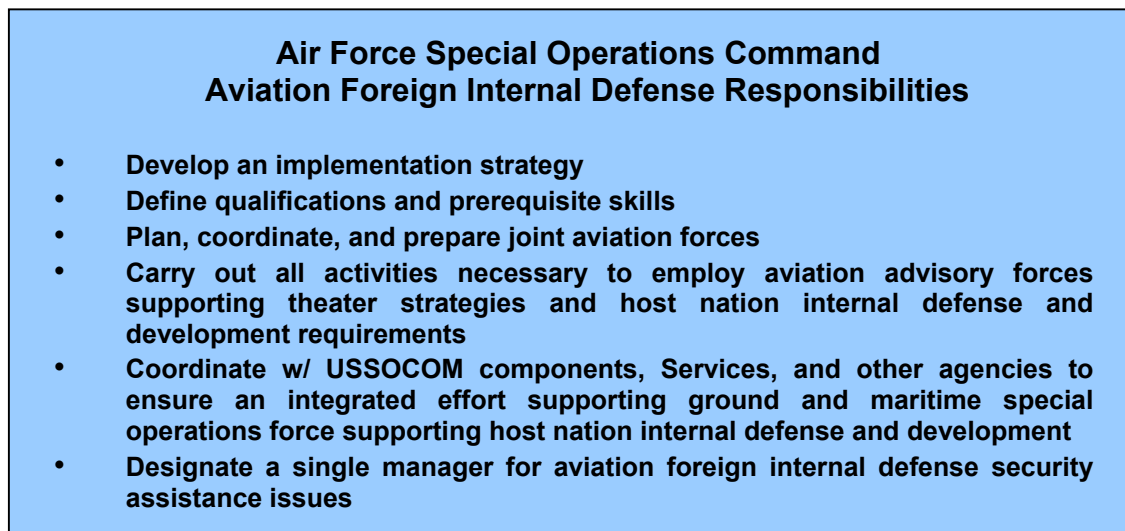 Air Force Special Operations Command
Aviation Foreign Internal Defense Responsibilities
• Develop an implementation strategy
• Define qualifications and prerequisite skills
• Plan, coordinate, and prepare joint aviation forces
• Carry out all activities necessary to employ aviation advisory forces
supporting theater strategies and host nation internal defense and
development requirements
• Coordinate w/ USSOCOM components, Services, and other agencies to
ensure an integrated effort supporting ground and maritime special
operations force supporting host nation internal defense and development
• Designate a single manager for aviation foreign internal defense security
assistance issues